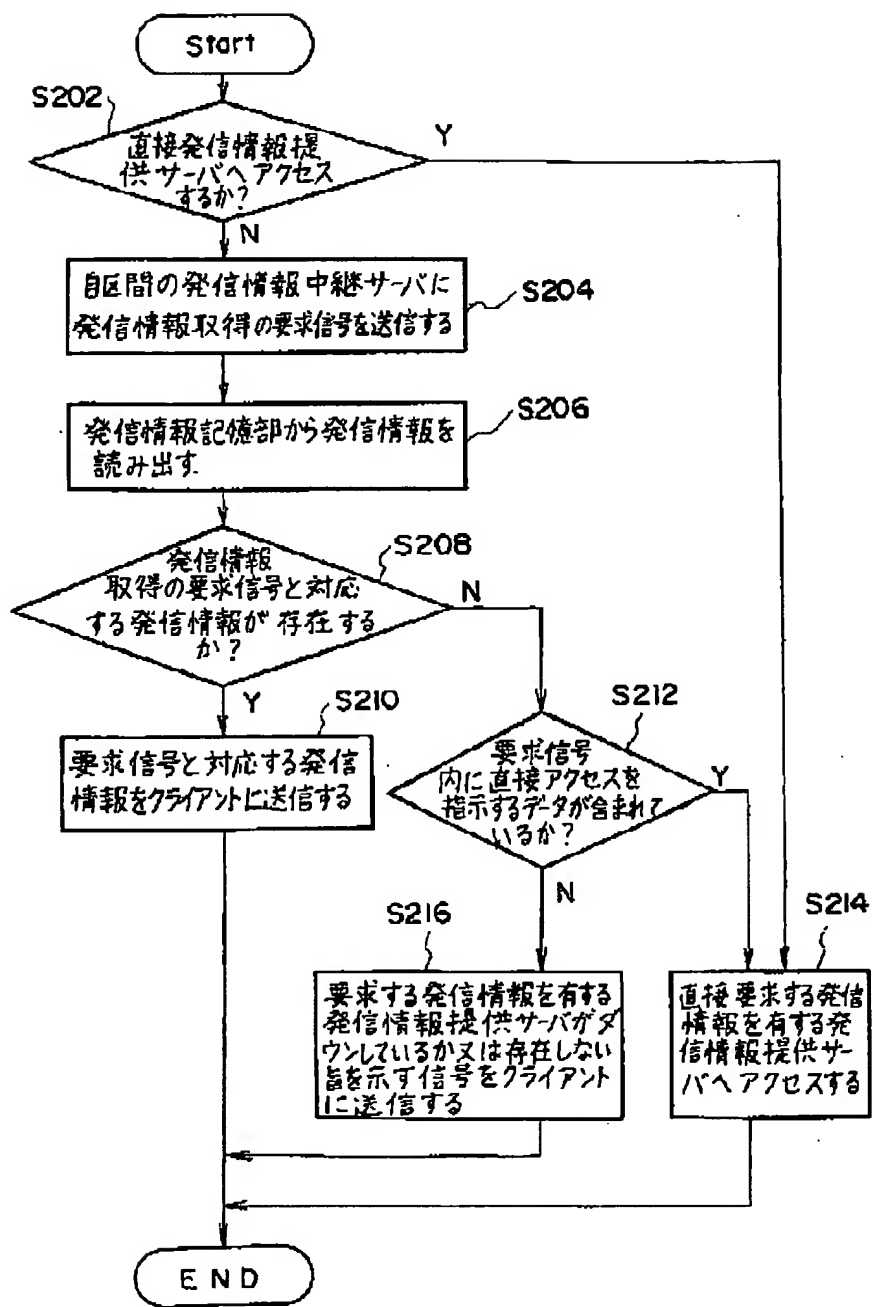 Start
S202
直接発信情報提
供サーバへアクセス
するか?
Y
N
自区間の発信情報中継サーバに
発信情報取得の要求信号を送信する
S204
発信情報記憶部から発信情報を
読み出す
S206
発信情報
取得の要求信号と対応
する発信情報が存在する
か?
S208
N
Y
S210
要求信号と対応する発信
情報をクライアントに送信する
S212
要求信号
内に直接アクセスを
指示するデータが含まれて
いるか?
Y
N
S216
要求する発信情報を有する
発信情報提供サーバがダ
ウンしているか又は存在しない
旨を示す信号をクライアント
に送信する
S214
直接要求する発信
情報を有する発
信情報提供サー
バへアクセスする
END